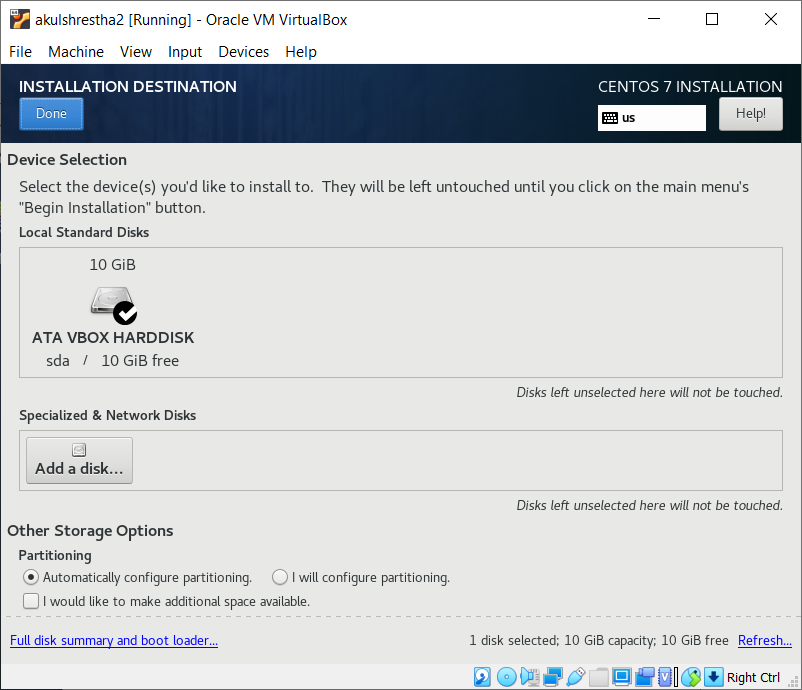 akulshrestha2 [Running] - Oracle VM VirtualBox
File Machine View Input Devices Help
INSTALLATION DESTINATION
CENTOS 7 INSTALLATION
Done
us
Help!
Device Selection
Select the device(s) you'd like to install to. They will be left untouched until you click on the main menu's
"Begin Installation" button.
Local Standard Disks
10 GiB
ATA VBOX HARDDISK
sda / 10 GiB free
Disks left unselected here will not be touched.
Specialized & Network Disks
Add a disk...
Disks left unselected here will not be touched.
Other Storage Options
Partitioning
Automatically configure partitioning. I will configure partitioning.
I would like to make additional space available.
Full disk summary and boot loader... 1 disk selected; 10 GiB capacity; 10 GiB free Refresh...
Right Ctrl